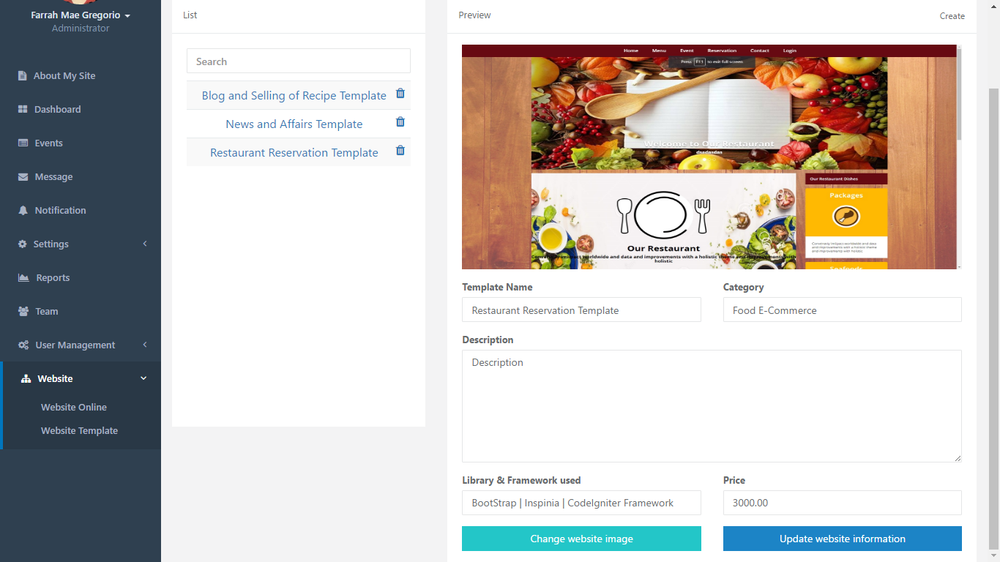 Farrah Mae Gregorio
Administrator
About My Site
Dashboard
Events
Message
Notification
Settings
Reports
Team
User Management
Website
Website Online
Website Template
List
Search
Blog and Selling of Recipe Template
News and Affairs Template
Restaurant Reservation Template
Preview
Create
Home Menu Event Reservation Contact Login
Press F11 to exit full screen
Welcome to Our Restaurant
dsadasdas
Our Restaurant
worldwide and data and improvements with a holistic theme and improvements with
holistic
Our Restaurant Dishes
Packages
worldwide and data
and improvements with a holistic theme
and improvements with holistic
Seafoods
Template Name
Restaurant Reservation Template
Category
Food E-Commerce
Description
Description
Library & Framework used
BootStrap | Inspinia | CodeIgniter Framework
Price
3000.00
Change website image
Update website information